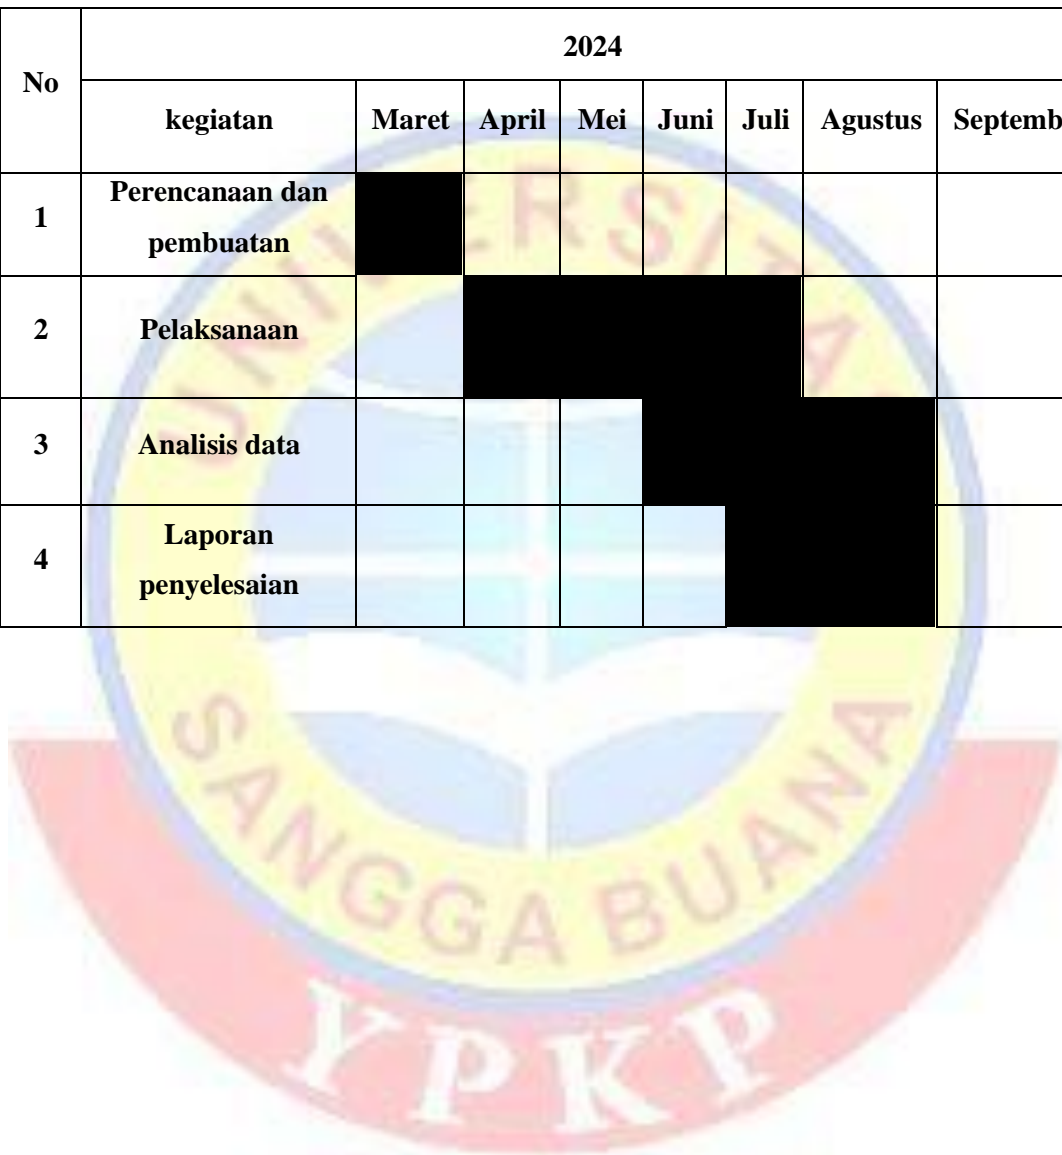 2024
No
kegiatan Maret April Mei Juni Juli Agustus Septemb
1 Perencanaan dan
pembuatan
2 Pelaksanaan
3 Analisis data
4 Laporan
penyelesaian
UNIVERSITA
SANGGA BUANA
YPKP